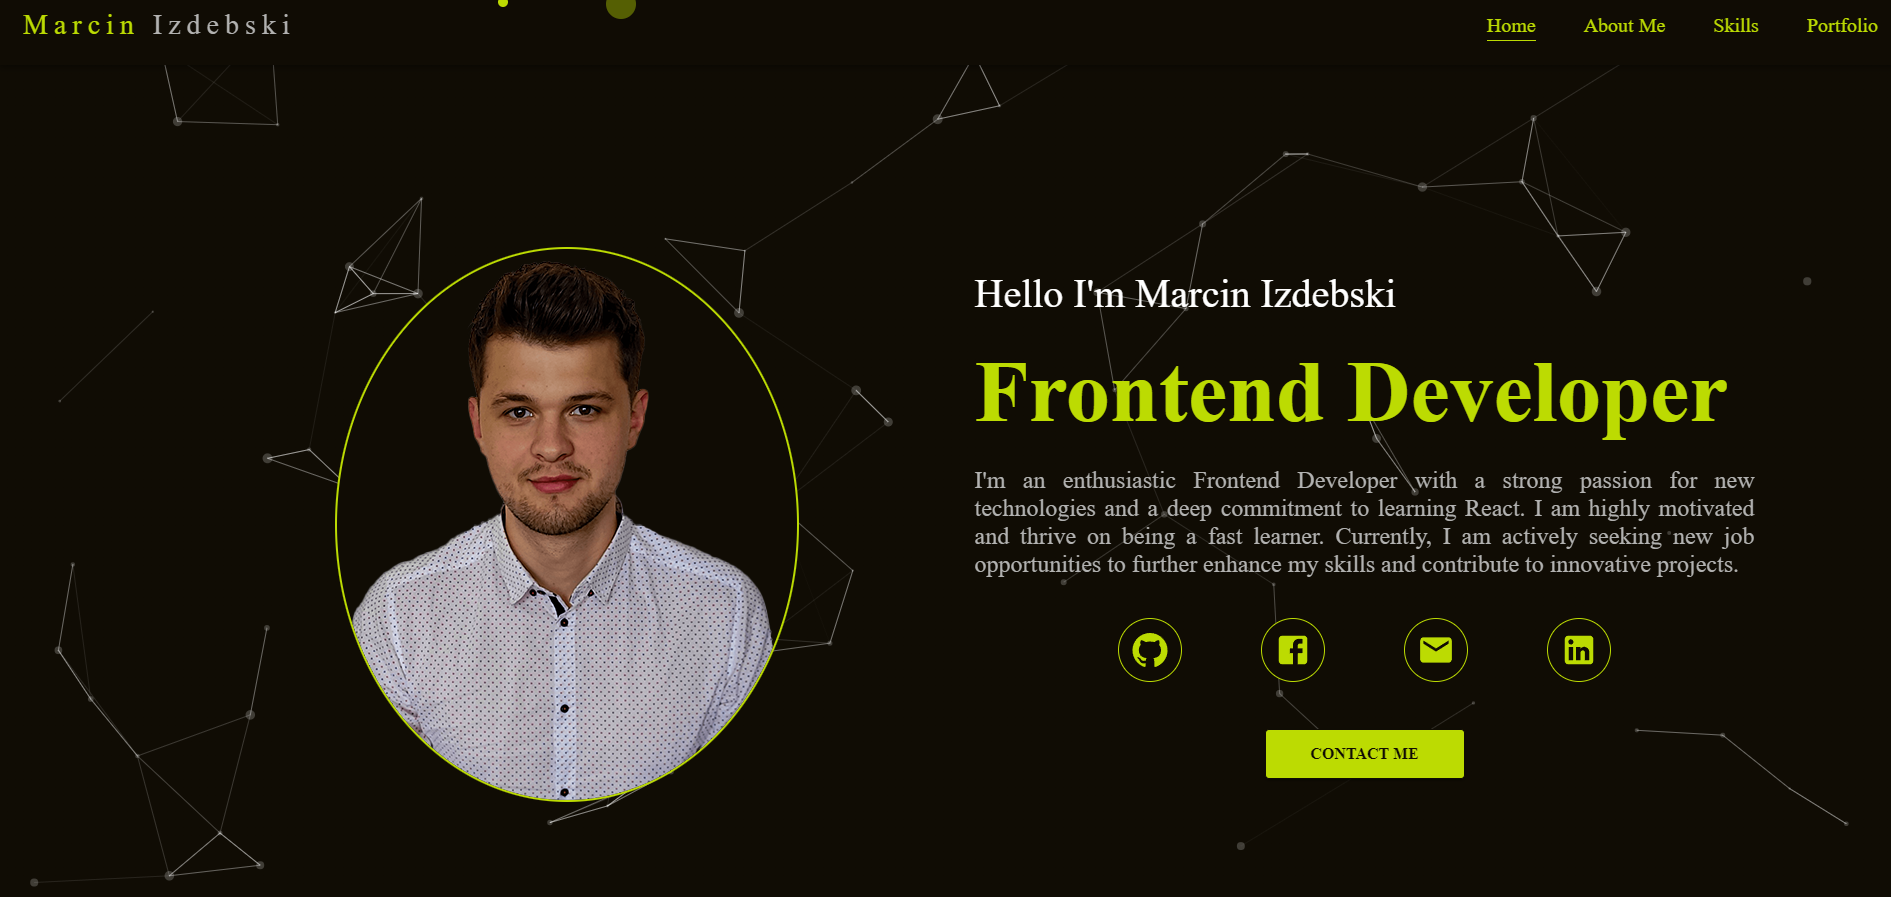 Marcin Izdebski
Home About Me Skills Portfolio
Hello I'm Marcin Izdebski
Frontend Developer
I'm an enthusiastic Frontend Developer with a strong passion for new
technologies and a deep commitment to learning React. I am highly motivated
and thrive on being a fast learner. Currently, I am actively seeking new job
opportunities to further enhance my skills and contribute to innovative projects.
CONTACT ME